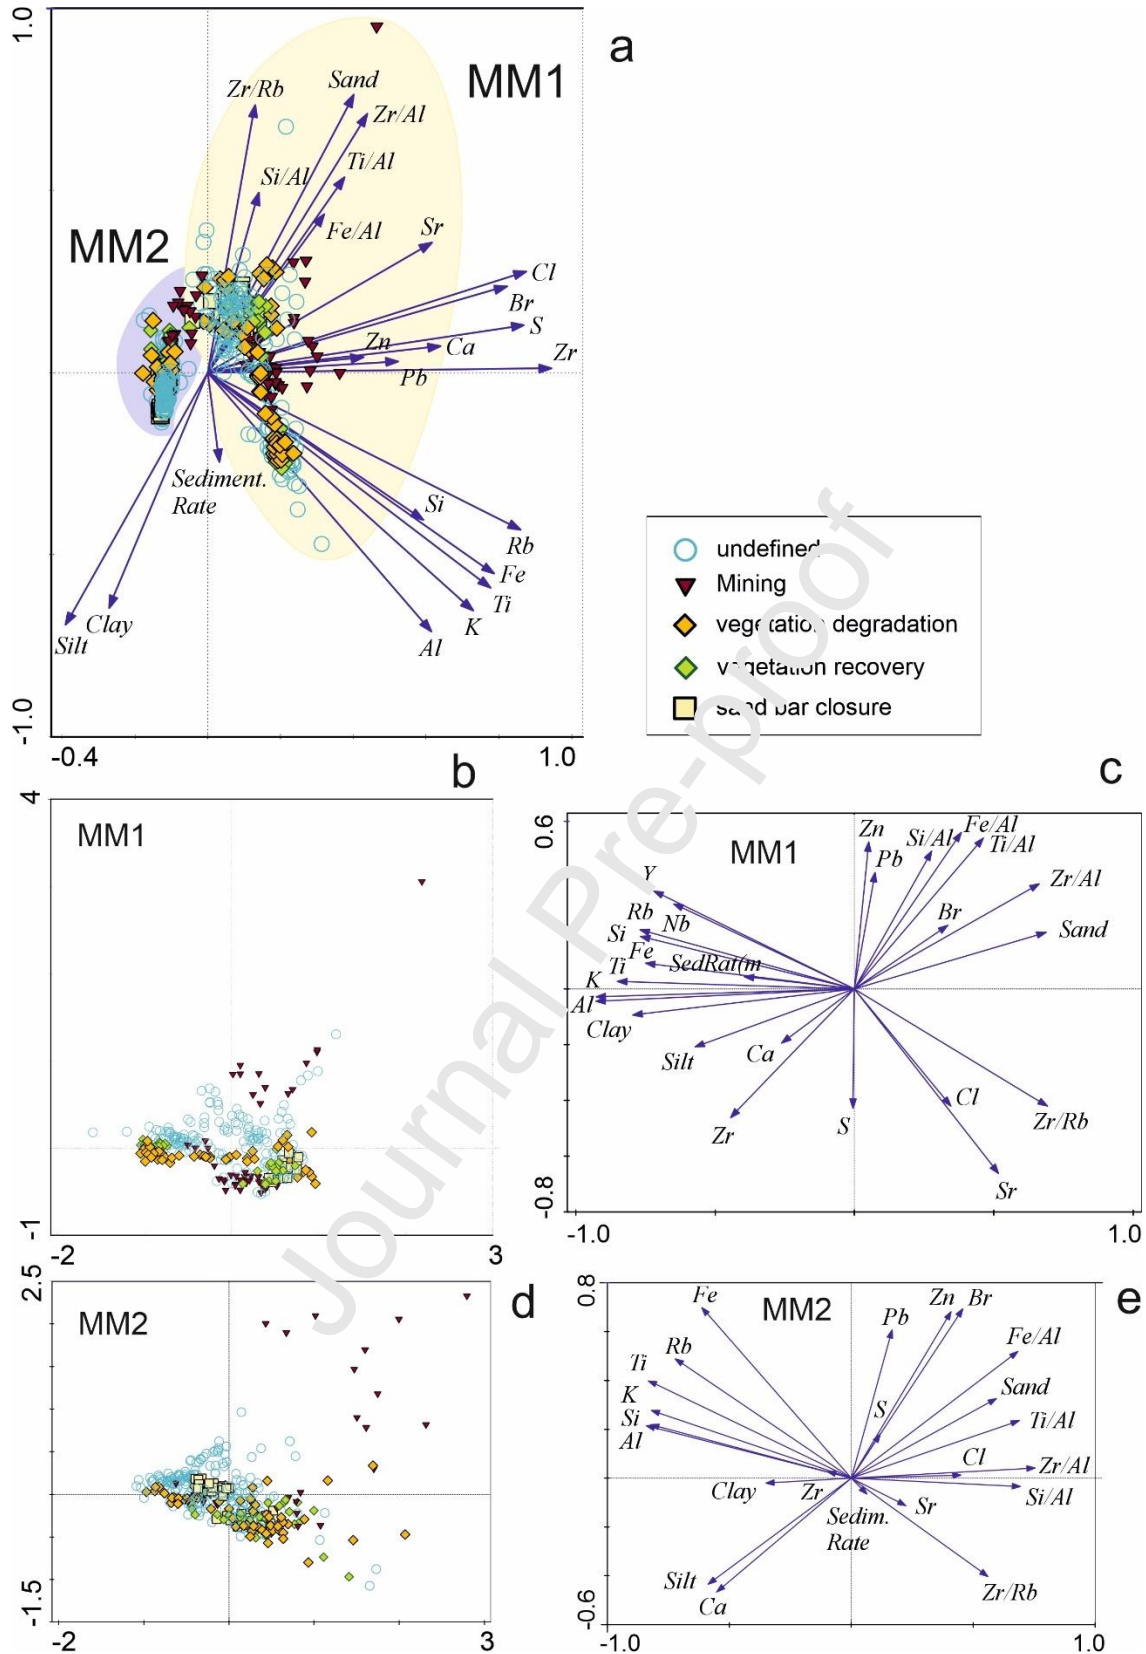 1.0
a
MM1
Zr/Rb
Sand
Zr/Al
Ti/Al
Si/Al
MM2
Fe/Al
Sr
Cl
Br
S
Zn
Ca
Zr
Pb
Sediment.
Rate
Si
Rb
Fe
Ti
K
Al
Clay
Silt
-1.0
-0.4
1.0
undefined
Mining
vegetation degradation
vegetation recovery
sand bar closure
Journal Pre-proof
b
4
MM1
-1
-2
3
c
0.6
MM1
Zn
Pb
Si/Al
Fe/Al
Ti/Al
Y
Zr/Al
Rb
Nb
Br
Sand
Si
Fe
SedRat(m
Ti
K
Al
Clay
Silt
Ca
Zr
S
Cl
Zr/Rb
Sr
-0.8
-1.0
1.0
d
2.5
MM2
-1.5
-2
3
e
0.8
MM2
Fe
Pb
Zn
Br
Fe/Al
Rb
Ti
Sand
K
S
Ti/Al
Si
Al
Cl
Zr/Al
Clay
Zr
Si/Al
Sr
Sedim.
Rate
Silt
Ca
Zr/Rb
-0.6
-1.0
1.0